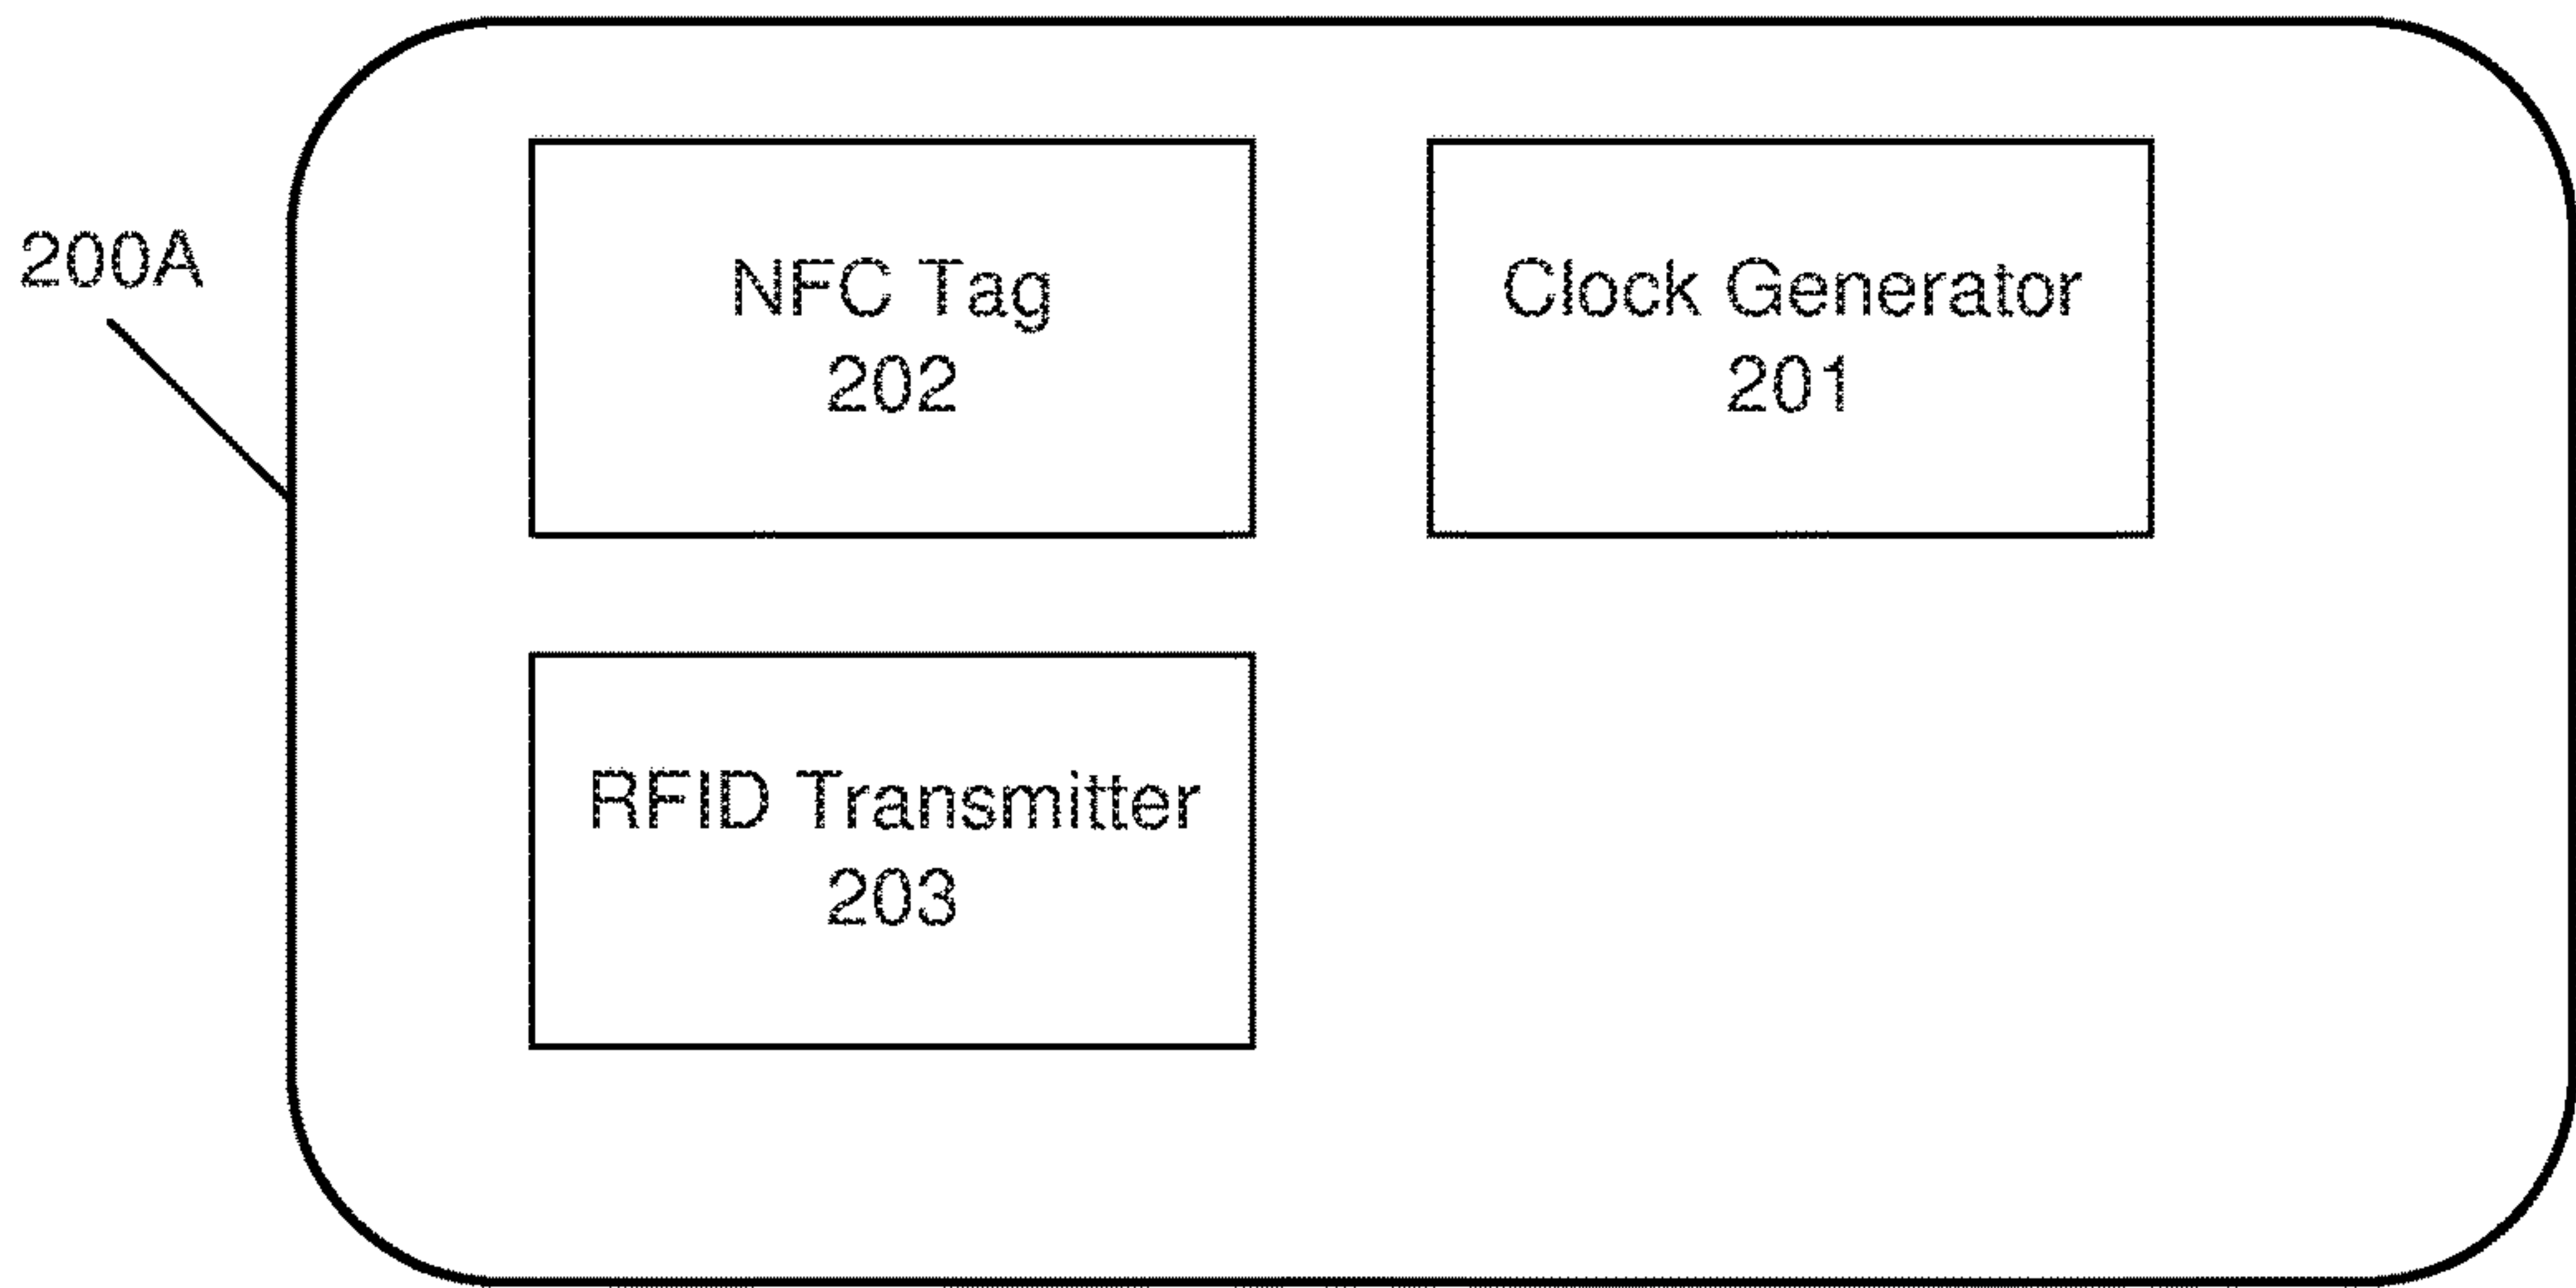 200A
NFC Tag
202
Clock Generator
201
RFID Transmitter
203